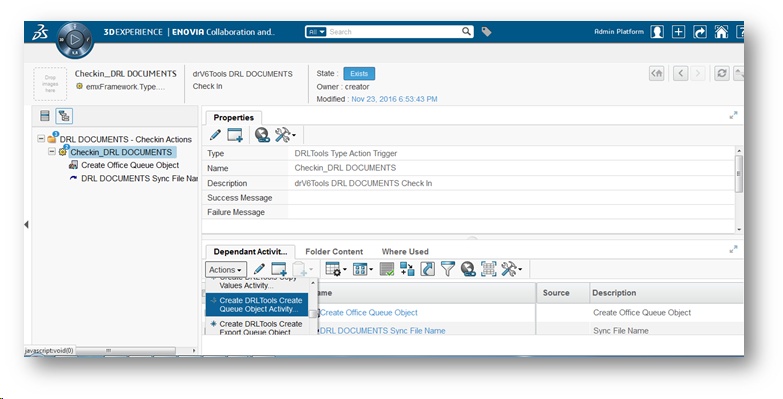 3DEXPERIENCE | ENOVIA Collaboration and..
All
Search
Admin Platform
Drop images here
Checkin_DRL DOCUMENTS
emxFramework.Type....
drV6Tools DRL DOCUMENTS
Check In
State : Exists
Owner : creator
Modified : Nov 23, 2016 6:53:43 PM
DRL DOCUMENTS - Checkin Actions
Checkin_DRL DOCUMENTS
Create Office Queue Object
DRL DOCUMENTS Sync File Nar
Properties
Type DRLTools Type Action Trigger
Name Checkin_DRL DOCUMENTS
Description drV6Tools DRL DOCUMENTS Check In
Success Message
Failure Message
Dependant Activit... Folder Content Where Used
Actions
Create DRLTools Copy
Values Activity...
Create DRLTools Create
Queue Object Activity...
Create DRLTools Create
Export Queue Object
ame Source Description
Create Office Queue Object Create Office Queue Object
DRL DOCUMENTS Sync File Name Sync File Name
javascript:void(0)